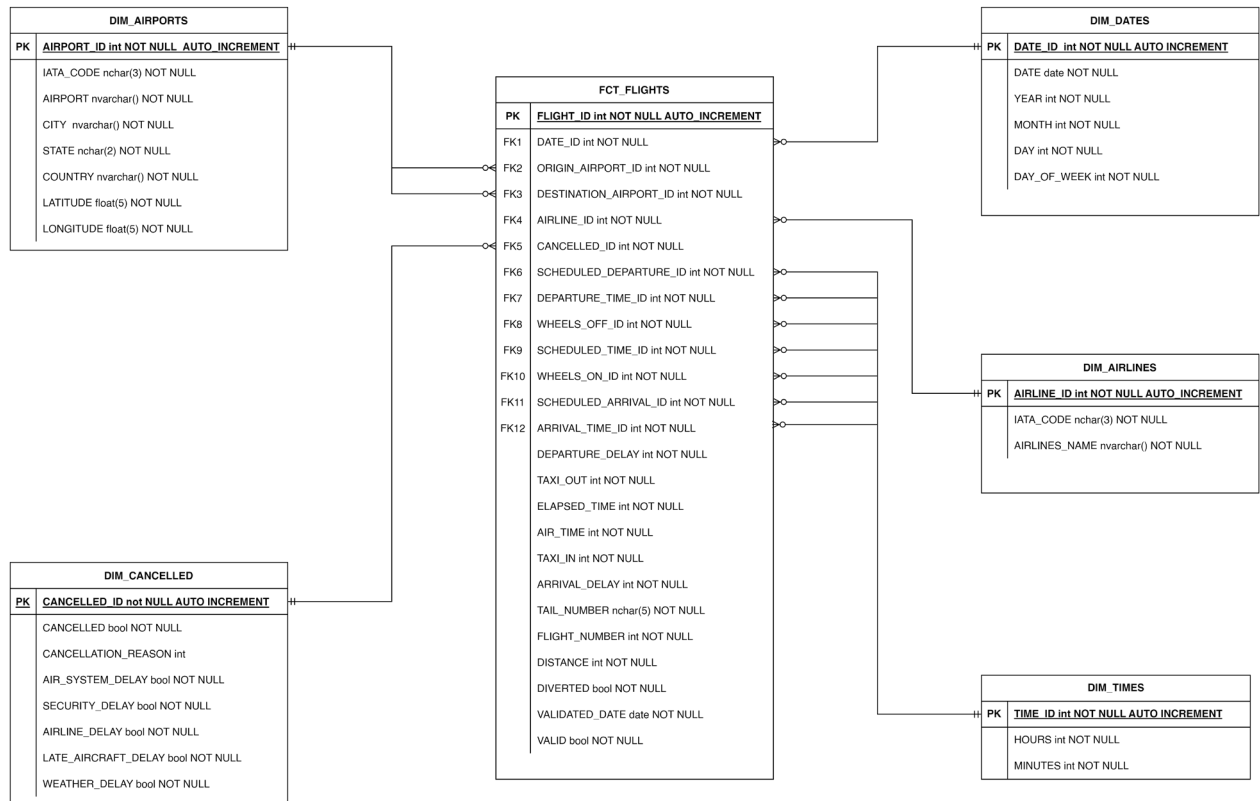 DIM_AIRPORTS
PK AIRPORT_ID int NOT NULL AUTO_INCREMENT
IATA_CODE nchar(3) NOT NULL
AIRPORT nvarchar() NOT NULL
CITY nvarchar() NOT NULL
STATE nchar(2) NOT NULL
COUNTRY nvarchar() NOT NULL
LATITUDE float(5) NOT NULL
LONGITUDE float(5) NOT NULL
DIM_CANCELLED
PK CANCELLED_ID not NULL AUTO INCREMENT
CANCELLED bool NOT NULL
CANCELLATION_REASON int
AIR_SYSTEM_DELAY bool NOT NULL
SECURITY_DELAY bool NOT NULL
AIRLINE_DELAY bool NOT NULL
LATE_AIRCRAFT_DELAY bool NOT NULL
WEATHER_DELAY bool NOT NULL
FCT_FLIGHTS
PK FLIGHT_ID int NOT NULL AUTO_INCREMENT
FK1 DATE_ID int NOT NULL
FK2 ORIGIN_AIRPORT_ID int NOT NULL
FK3 DESTINATION_AIRPORT_ID int NOT NULL
FK4 AIRLINE_ID int NOT NULL
FK5 CANCELLED_ID int NOT NULL
FK6 SCHEDULED_DEPARTURE_ID int NOT NULL
FK7 DEPARTURE_TIME_ID int NOT NULL
FK8 WHEELS_OFF_ID int NOT NULL
FK9 SCHEDULED_TIME_ID int NOT NULL
FK10 WHEELS_ON_ID int NOT NULL
FK11 SCHEDULED_ARRIVAL_ID int NOT NULL
FK12 ARRIVAL_TIME_ID int NOT NULL
DEPARTURE_DELAY int NOT NULL
TAXI_OUT int NOT NULL
ELAPSED_TIME int NOT NULL
AIR_TIME int NOT NULL
TAXI_IN int NOT NULL
ARRIVAL_DELAY int NOT NULL
TAIL_NUMBER nchar(5) NOT NULL
FLIGHT_NUMBER int NOT NULL
DISTANCE int NOT NULL
DIVERTED bool NOT NULL
VALIDATED_DATE date NOT NULL
VALID bool NOT NULL
DIM_DATES
PK DATE_ID int NOT NULL AUTO INCREMENT
DATE date NOT NULL
YEAR int NOT NULL
MONTH int NOT NULL
DAY int NOT NULL
DAY_OF_WEEK int NOT NULL
DIM_AIRLINES
PK AIRLINE_ID int NOT NULL AUTO_INCREMENT
IATA_CODE nchar(3) NOT NULL
AIRLINES_NAME nvarchar() NOT NULL
DIM_TIMES
PK TIME_ID int NOT NULL AUTO INCREMENT
HOURS int NOT NULL
MINUTES int NOT NULL